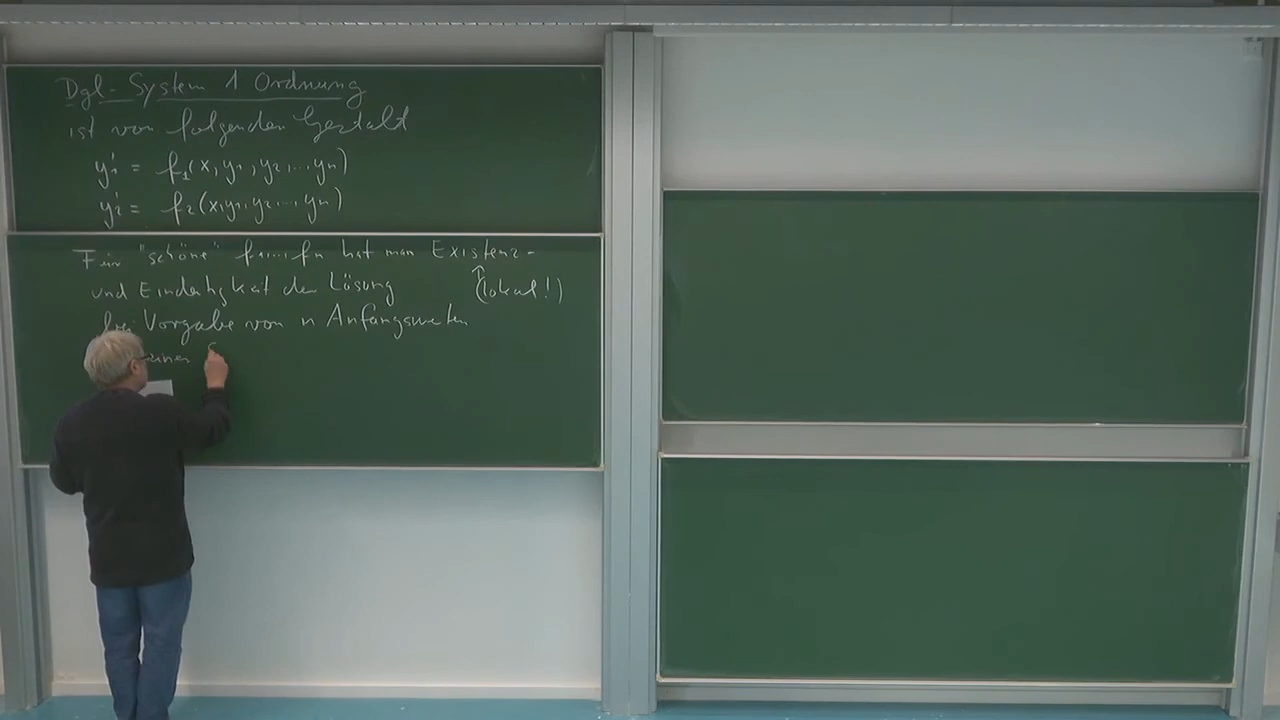 Dgl-System 1 Ordnung
ist von folgender Gestalt
y₁' = f₁(x, y₁, y₂, ... yₙ)
y₂' = f₂(x, y₁, y₂, ... yₙ)
Für "schöne" f₁...fₙ hat man Existenz-
und Eindeutigkeit der Lösung (lokal!)
bei Vorgabe von n Anfangswerten
einer